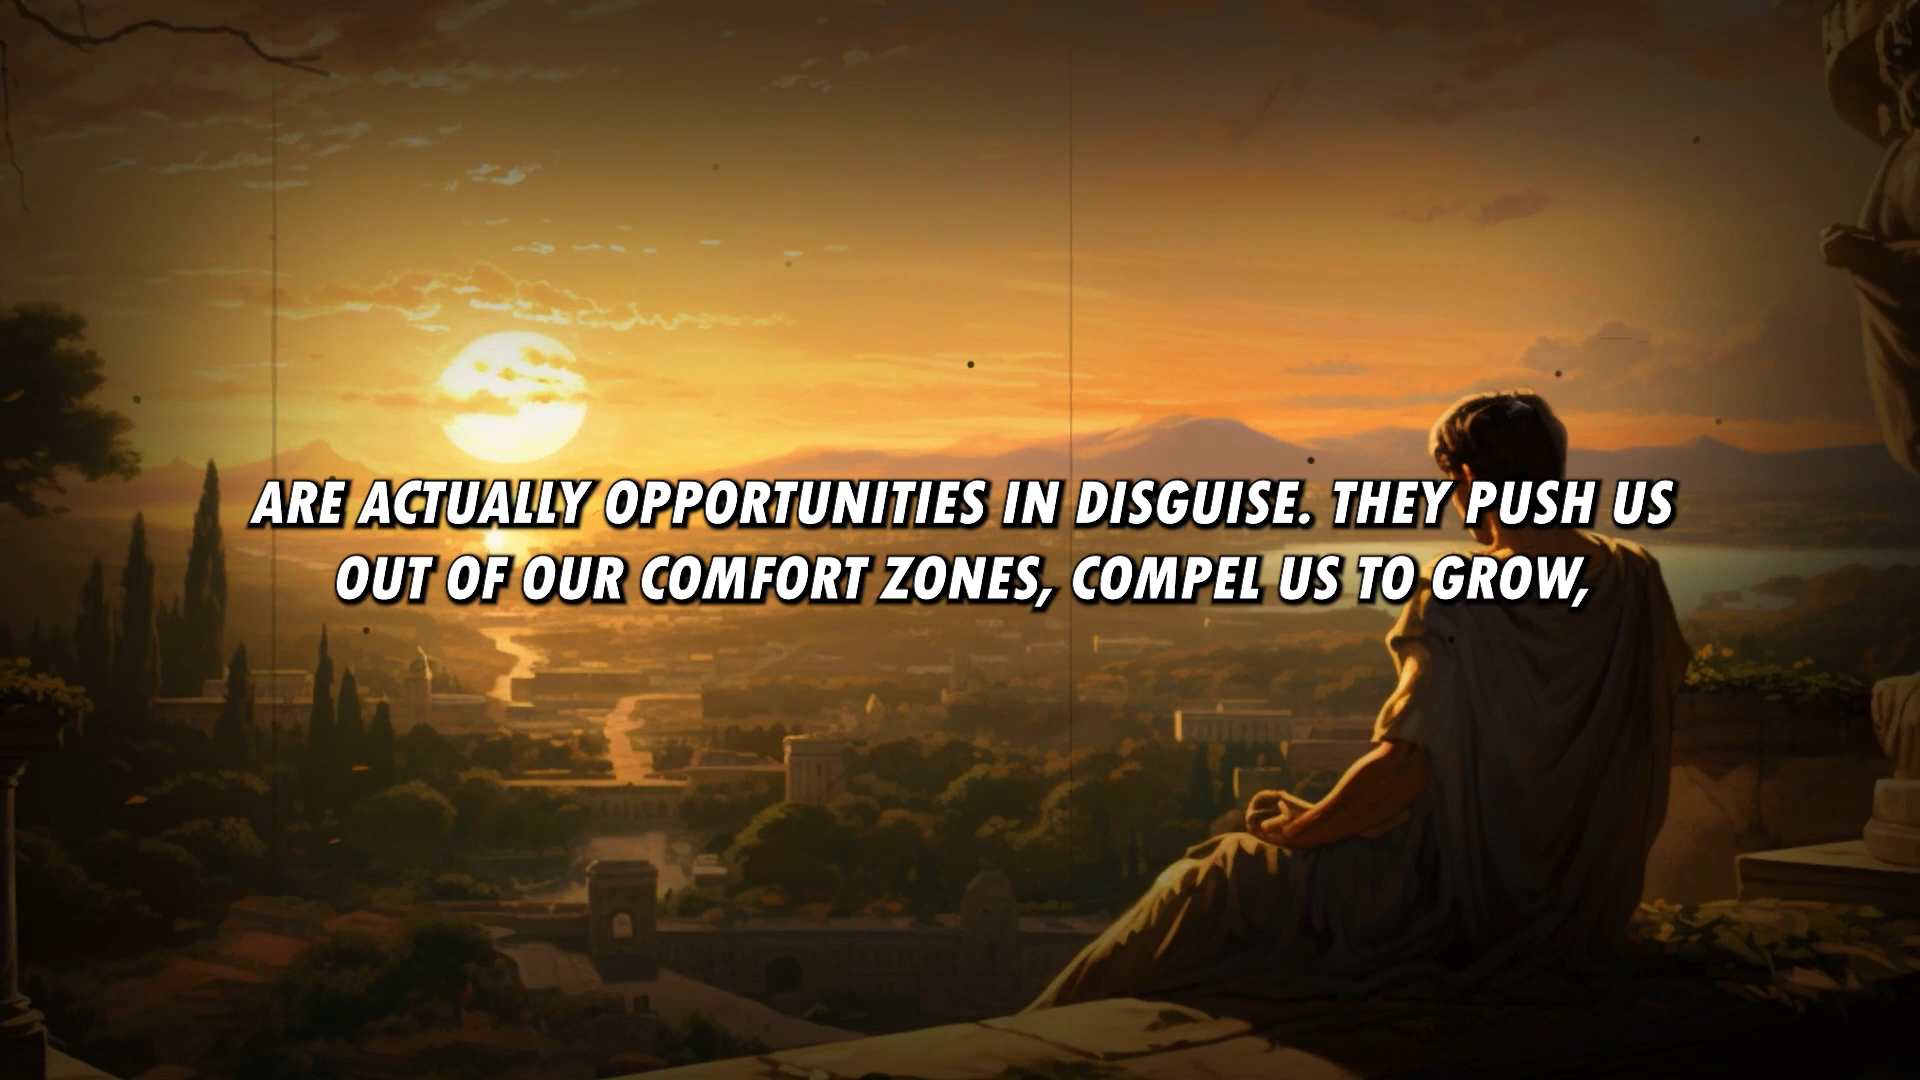 ARE ACTUALLY OPPORTUNITIES IN DISGUISE. THEY PUSH US
OUT OF OUR COMFORT ZONES, COMPEL US TO GROW,